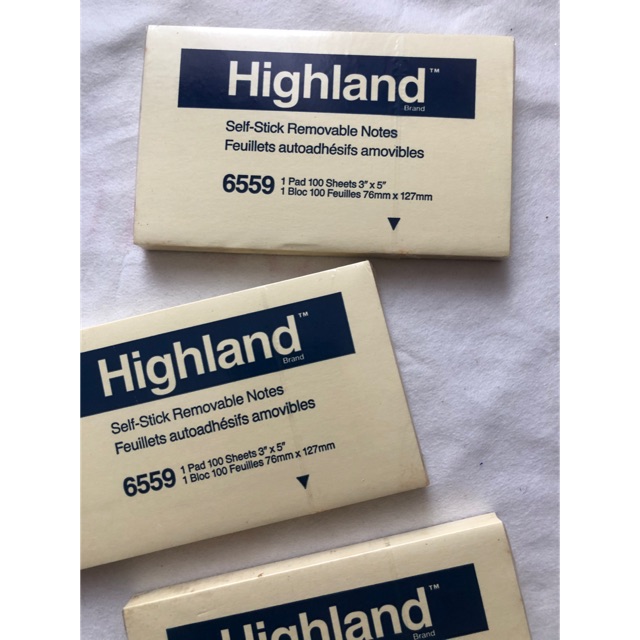 Highland™
Brand
Self-Stick Removable Notes
Feuillets autoadhésifs amovibles
6559 1 Pad 100 Sheets 3" x 5"
1 Bloc 100 Feuilles 76mm x 127mm
Highland™
Brand
Self-Stick Removable Notes
Feuillets autoadhésifs amovibles
6559 1 Pad 100 Sheets 3" x 5"
1 Bloc 100 Feuilles 76mm x 127mm
Highland™
Brand